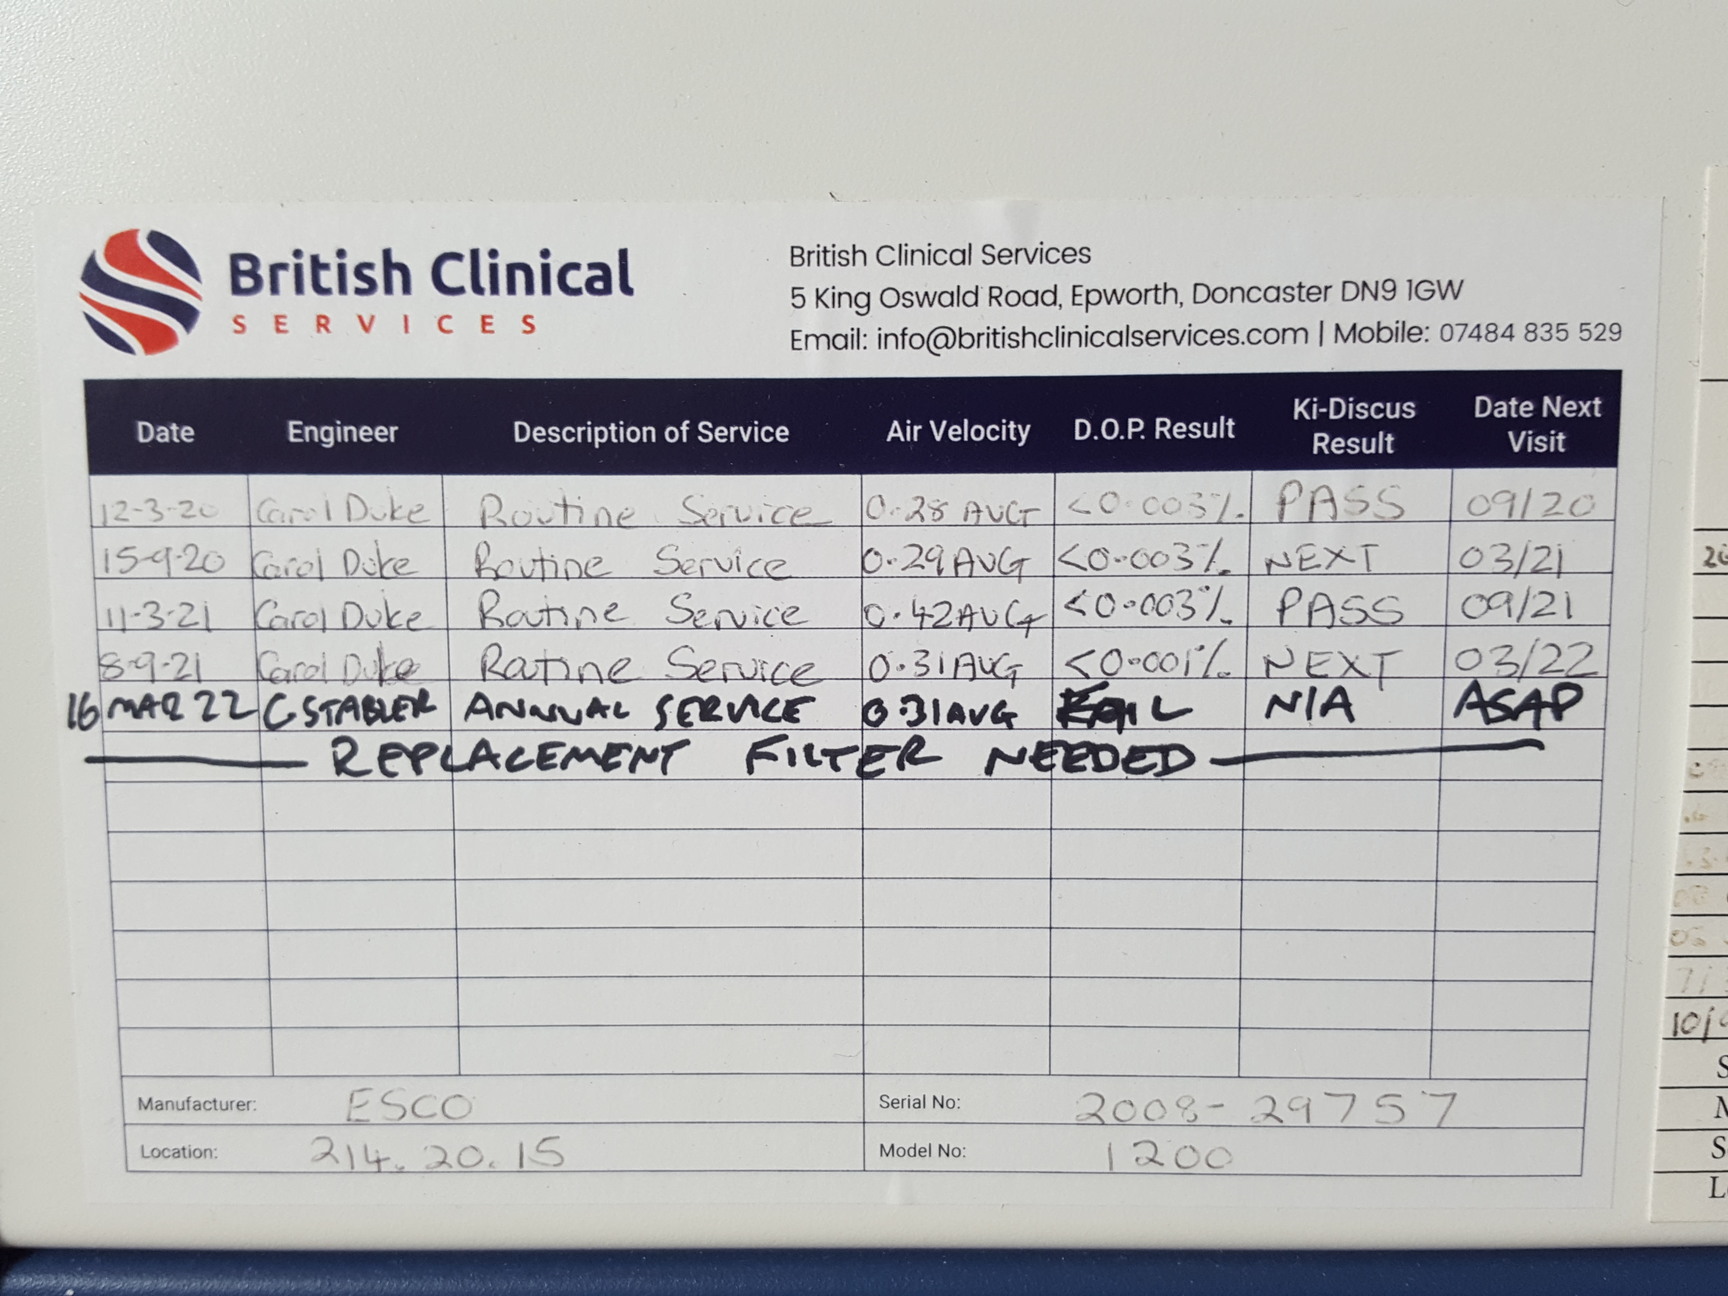 British Clinical
SERVICES
British Clinical Services
5 King Oswald Road, Epworth, Doncaster DN9 1GW
Email: info@britishclinicalservices.com | Mobile: 07484 835 529
Date Engineer Description of Service Air Velocity D.O.P. Result Ki-Discus Result Date Next Visit
12-3-20 Carol Duke Routine Service 0.28 AVG <0.003% PASS 09/20
15-9-20 Carol Duke Routine Service 0.29 AVG <0.003% NEXT 03/21
11-3-21 Carol Duke Routine Service 0.42 AVG <0.003% PASS 09/21
8-9-21 Carol Duke Routine Service 0.31 AVG <0.001% NEXT 03/22
16 MAR 22 C STABLER ANNUAL SERVICE 0.31 AVG FAIL N/A ASAP
REPLACEMENT FILTER NEEDED
Manufacturer: ESCO Serial No: 2008-29757
Location: 214.20.15 Model No: 1200